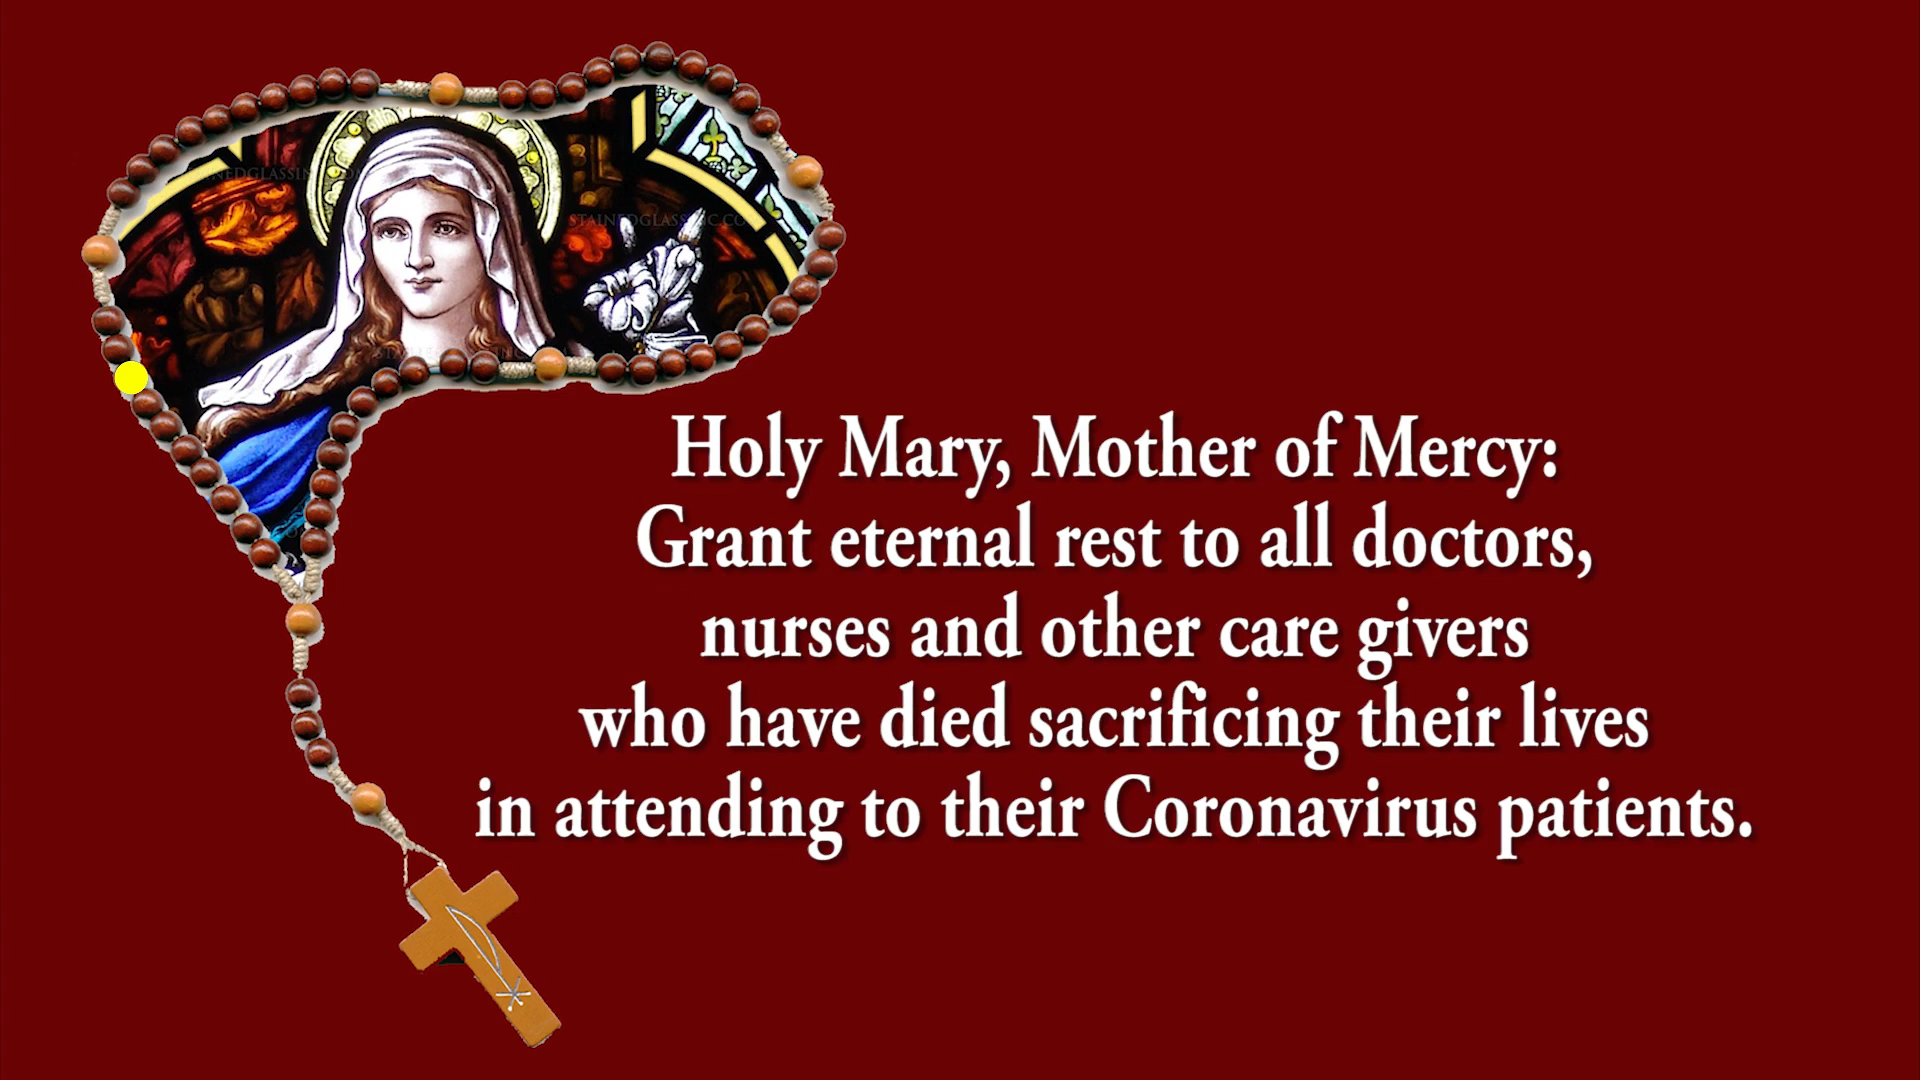 Holy Mary, Mother of Mercy:
Grant eternal rest to all doctors,
nurses and other care givers
who have died sacrificing their lives
in attending to their Coronavirus patients.